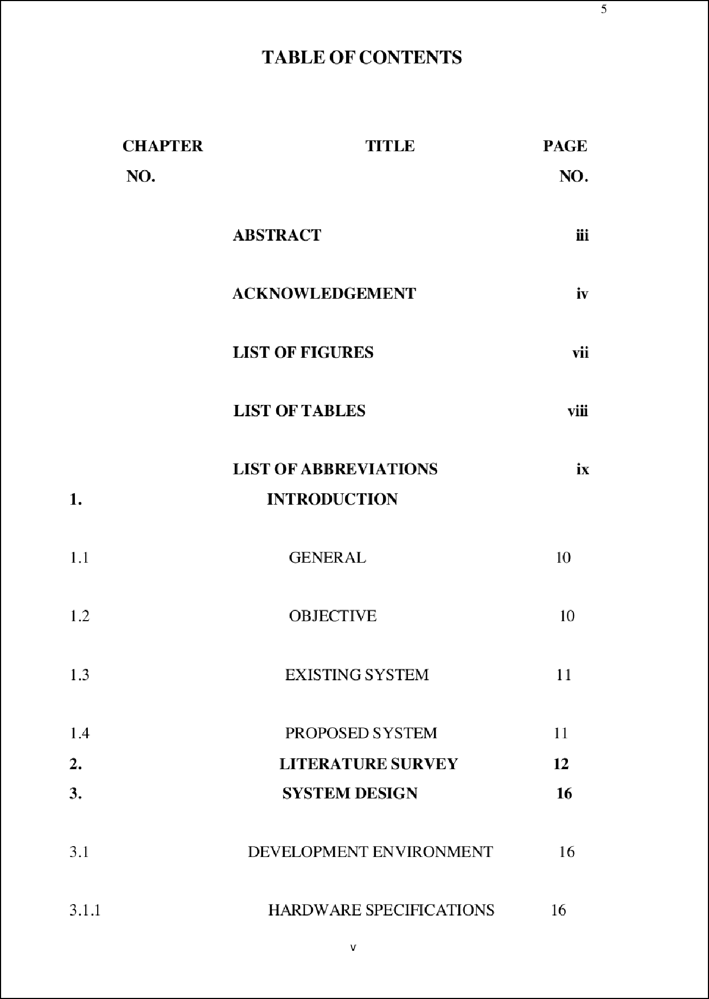 5
TABLE OF CONTENTS
CHAPTER TITLE PAGE
NO. NO.
ABSTRACT iii
ACKNOWLEDGEMENT iv
LIST OF FIGURES vii
LIST OF TABLES viii
LIST OF ABBREVIATIONS ix
1. INTRODUCTION
1.1 GENERAL 10
1.2 OBJECTIVE 10
1.3 EXISTING SYSTEM 11
1.4 PROPOSED SYSTEM 11
2. LITERATURE SURVEY 12
3. SYSTEM DESIGN 16
3.1 DEVELOPMENT ENVIRONMENT 16
3.1.1 HARDWARE SPECIFICATIONS 16
v